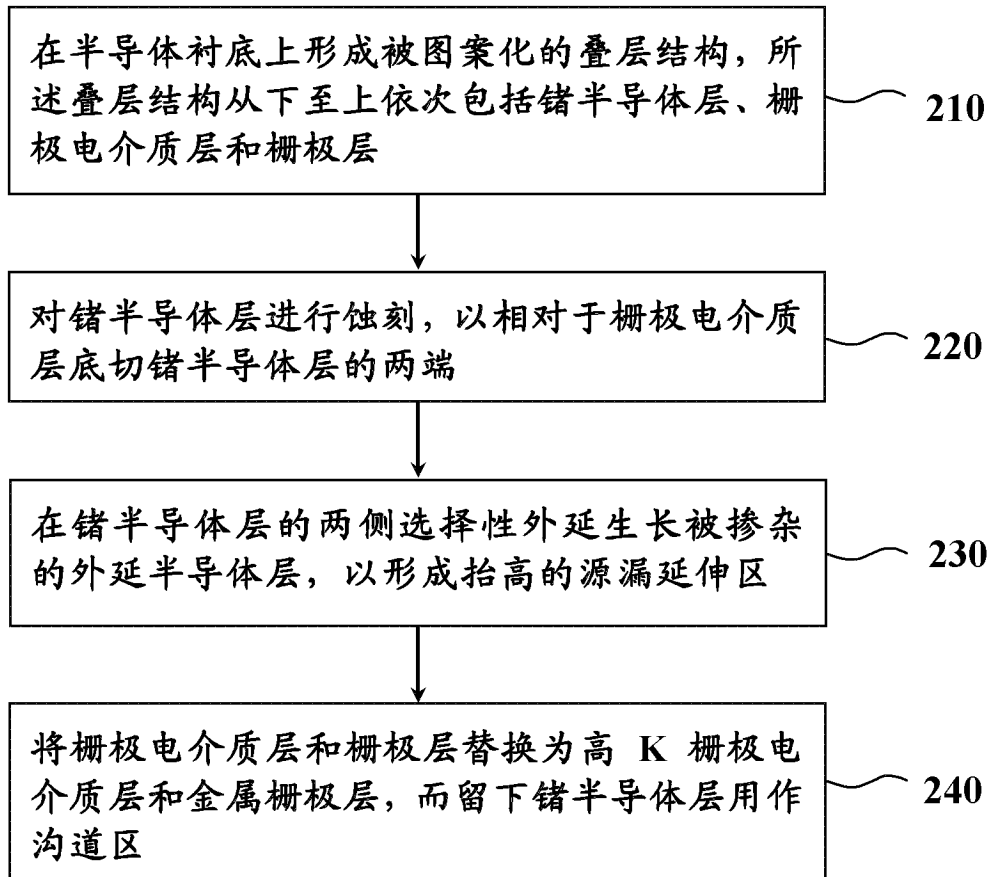 在半导体衬底上形成被图案化的叠层结构，所
述叠层结构从下至上依次包括锗半导体层、栅
极电介质层和栅极层
210
对锗半导体层进行蚀刻，以相对于栅极电介质
层底切锗半导体层的两端
220
在锗半导体层的两侧选择性外延生长被掺杂
的外延半导体层，以形成抬高的源漏延伸区
230
将栅极电介质层和栅极层替换为高 K 栅极电
介质层和金属栅极层，而留下锗半导体层用作
沟道区
240